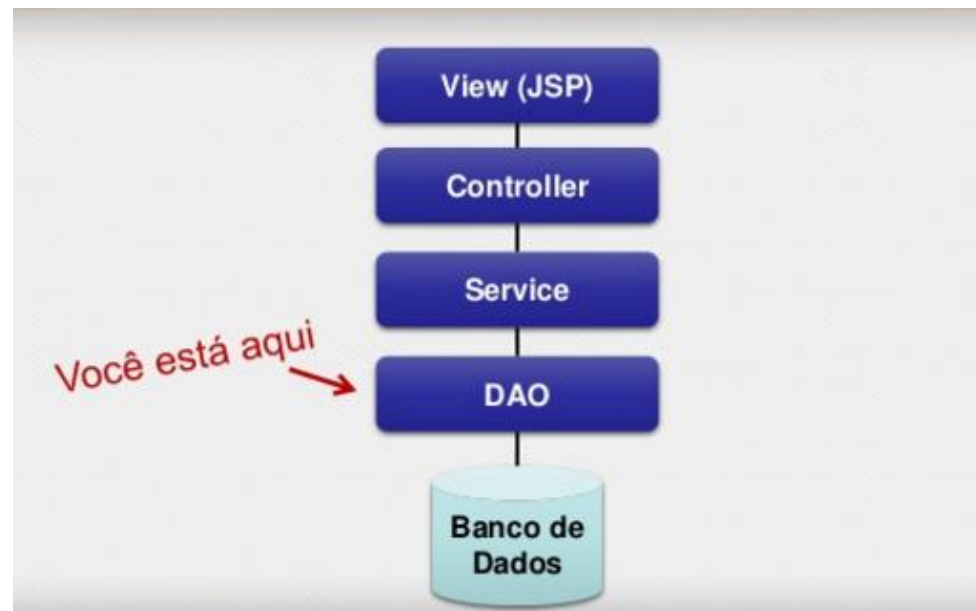 View (JSP)
Controller
Service
Você está aqui
DAO
Banco de
Dados